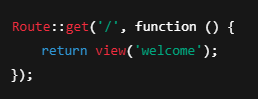 Route::get('/', function () {
    return view('welcome');
});